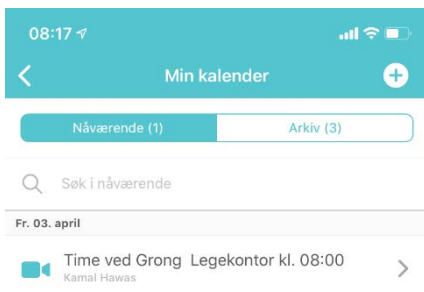 08:17
Min kalender
Nåværende (1) Arkiv (3)
Søk i nåværende
Fr. 03. april
Time ved Grong Legekontor kl. 08:00
Kamal Hawas